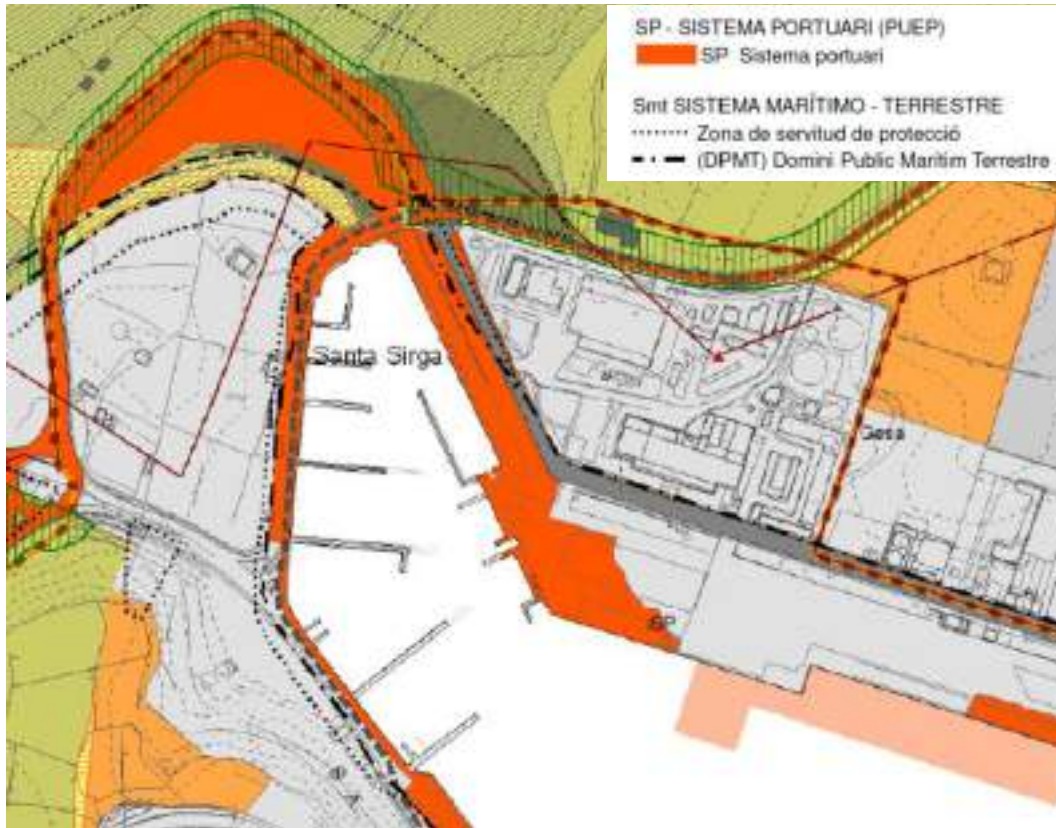 SP - SISTEMA PORTUARI (PUEP)
SP Sistema portuari
Smt SISTEMA MARÍTIMO - TERRESTRE
Zona de servitud de protecció
(DPMT) Domini Public Marítim Terrestre
Santa Sirga
Gesa
SP